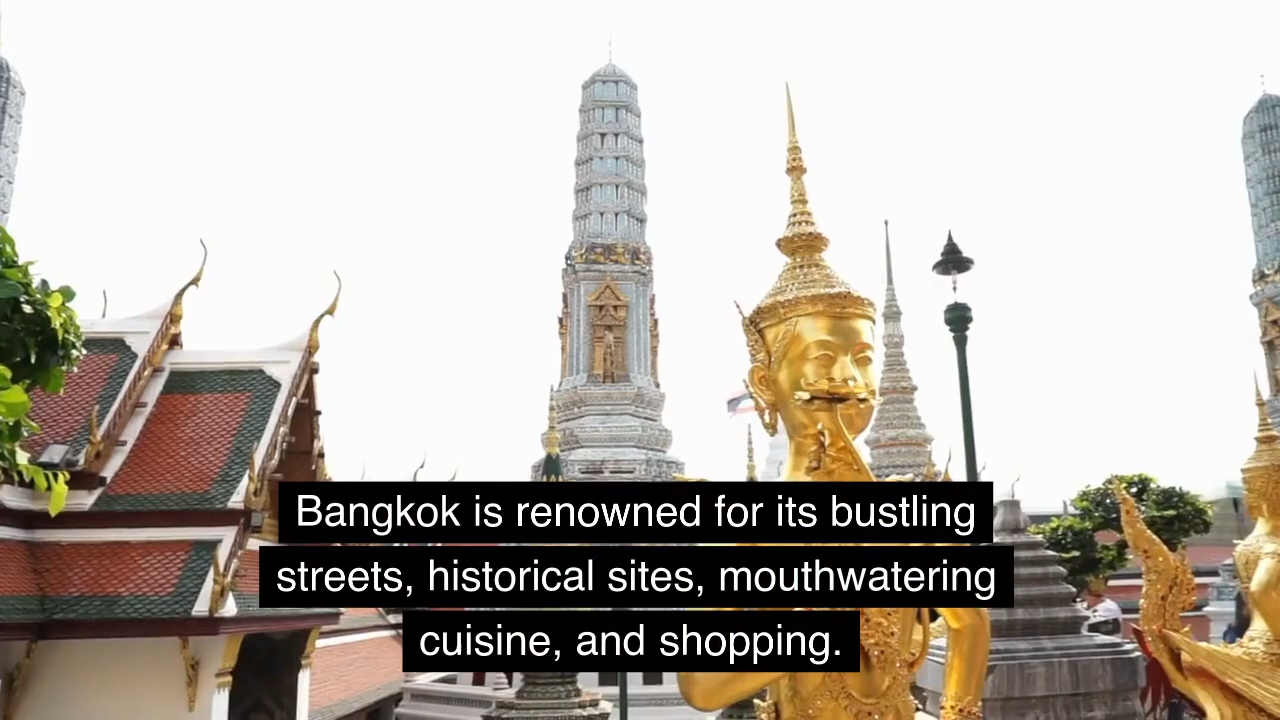 Bangkok is renowned for its bustling
streets, historical sites, mouthwatering
cuisine, and shopping.